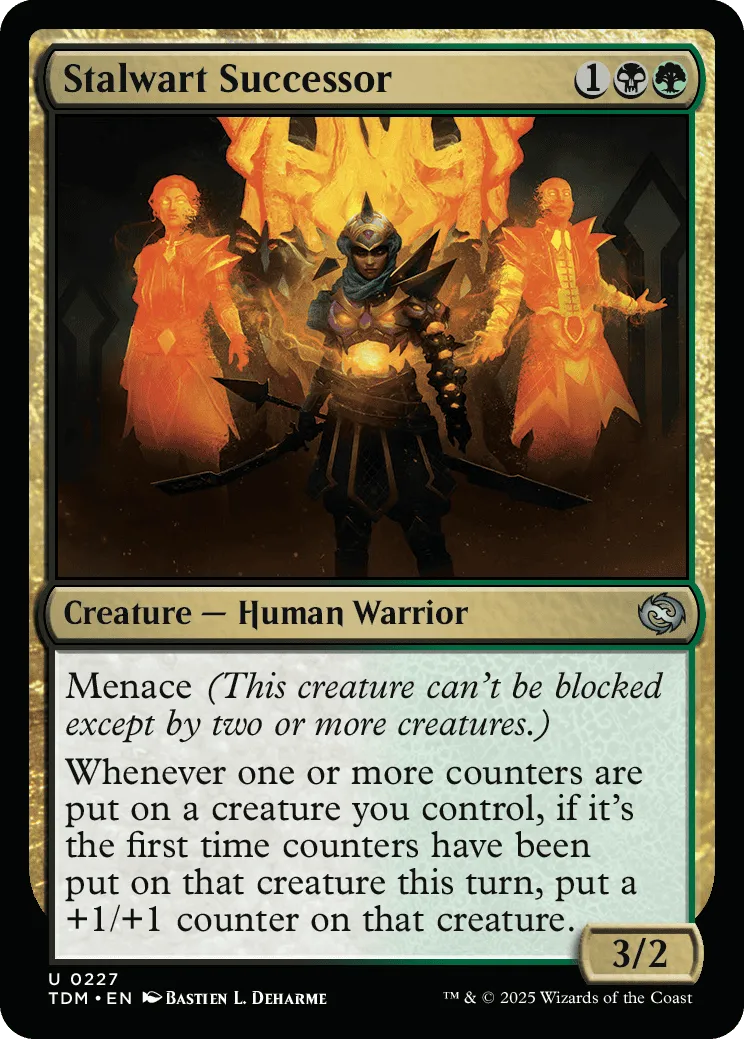 Stalwart Successor 1
Creature — Human Warrior
Menace (This creature can't be blocked
except by two or more creatures.)
Whenever one or more counters are
put on a creature you control, if it's
the first time counters have been
put on that creature this turn, put a
+1/+1 counter on that creature.
3/2
U 0227
TDM • EN Bastien L. Deharme
™ & © 2025 Wizards of the Coast